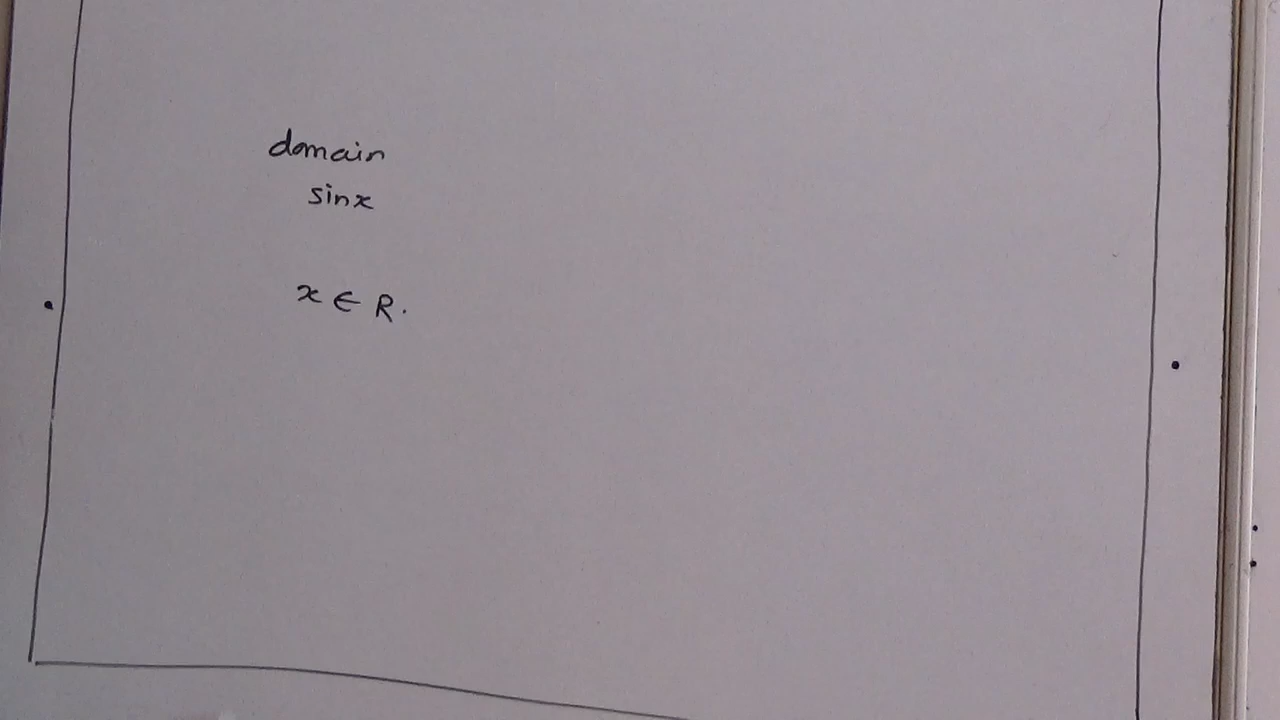 domain
sinx
x ∈ R.